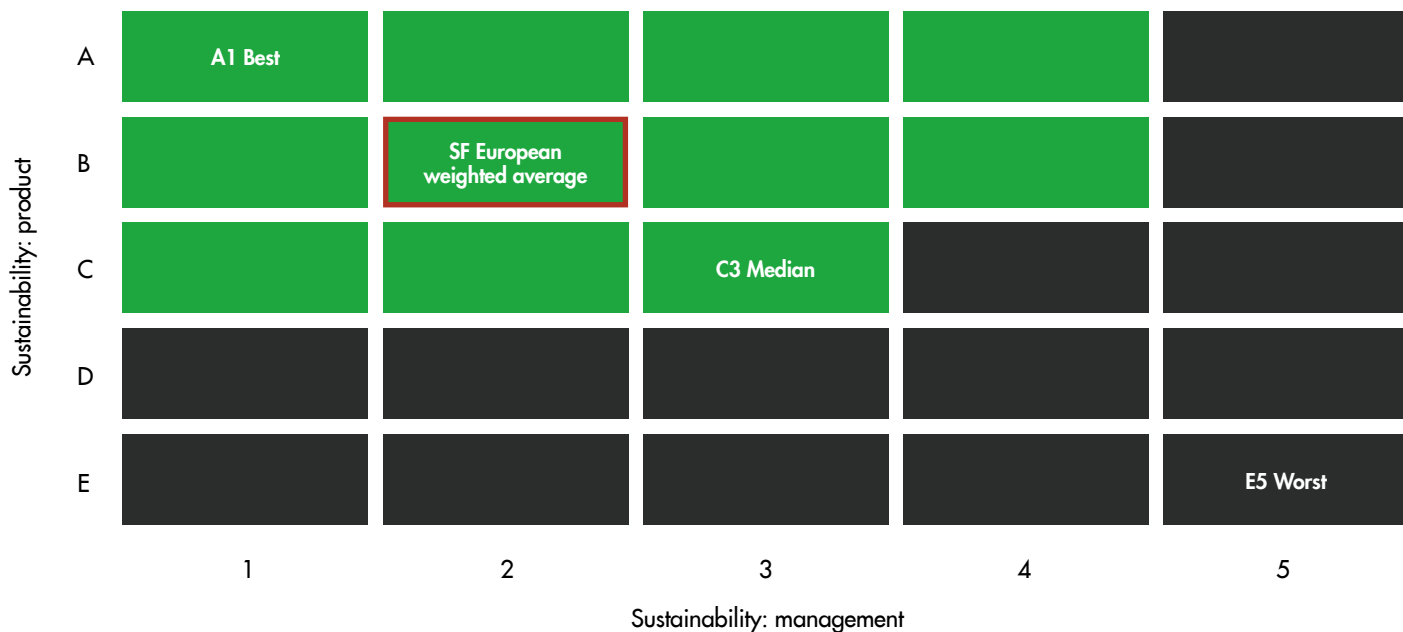 A
A1 Best
B
SF European
weighted average
C
C3 Median
D
E
E5 Worst
Sustainability: product
1
2
3
4
5
Sustainability: management